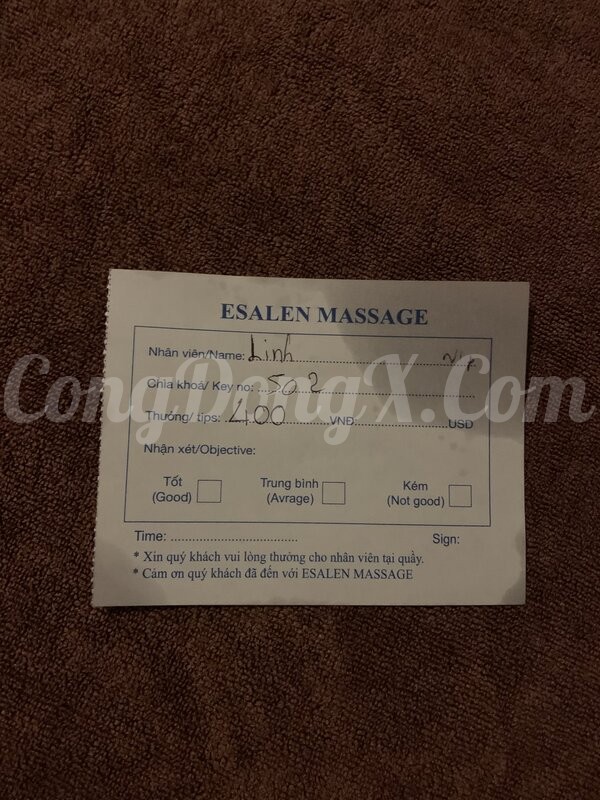 ESALEN MASSAGE
Nhân viên/Name: Linh Vip
Chìa khoá/ Key no: 502
Thưởng/ tips: 400 VNĐ USD
CongDongX.Com
Nhận xét/Objective:
Tốt Trung bình Kém
(Good) (Avrage) (Not good)
Time: Sign:
* Xin quý khách vui lòng thưởng cho nhân viên tại quầy.
* Cám ơn quý khách đã đến với ESALEN MASSAGE